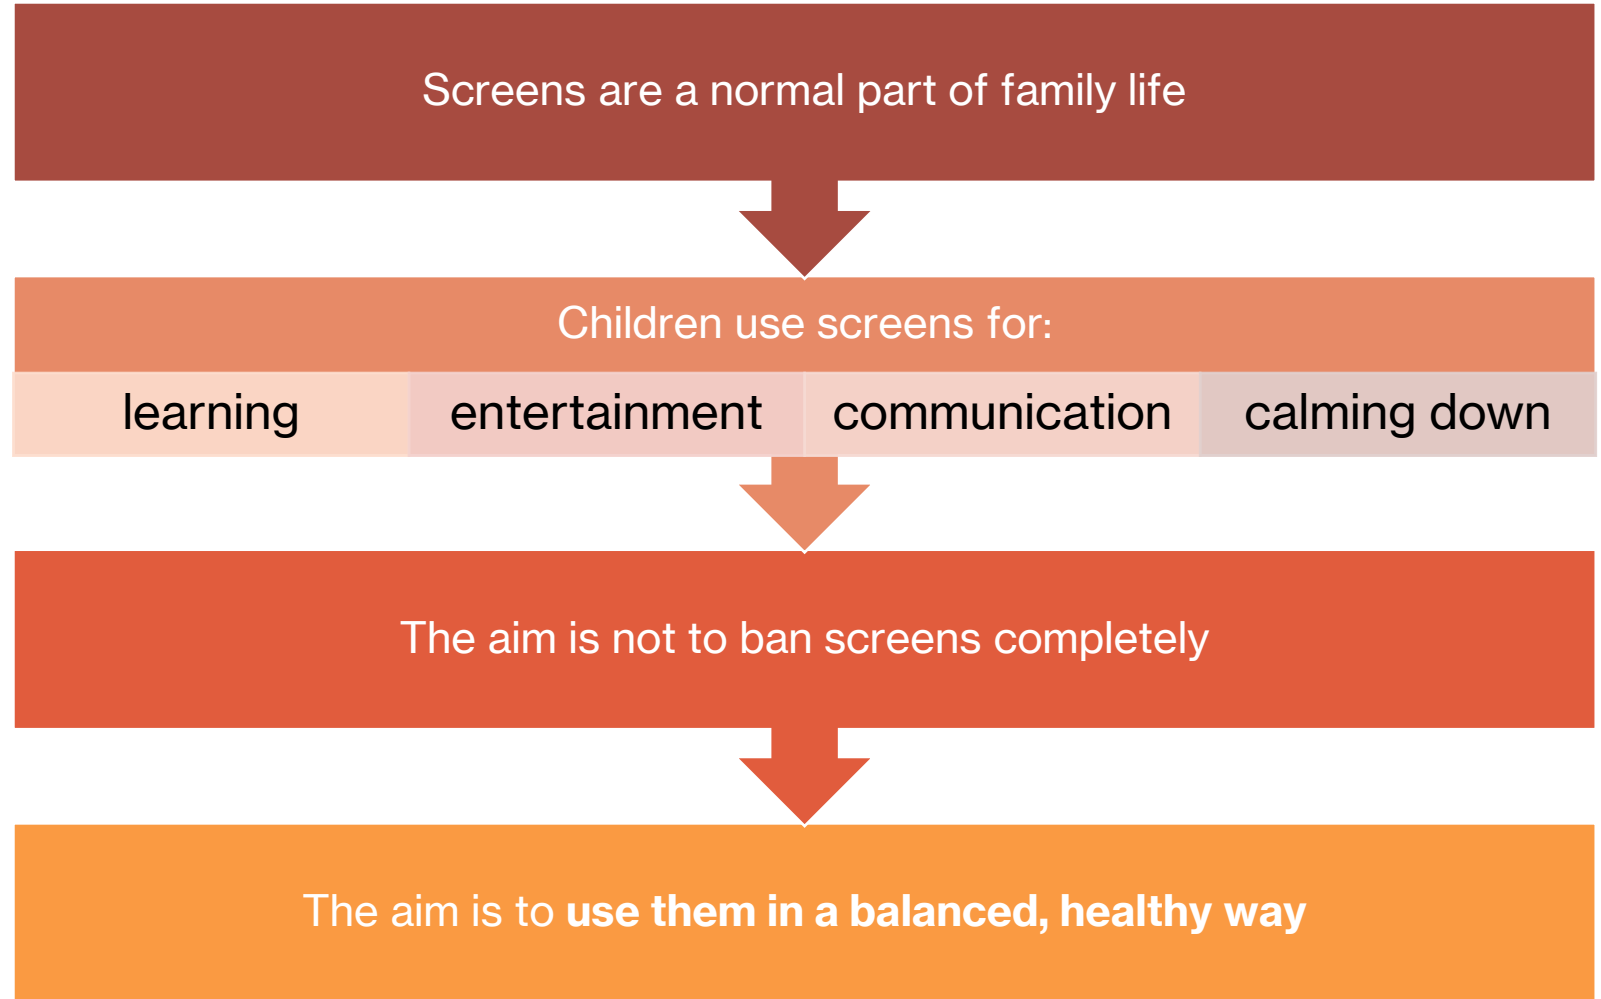 Screens are a normal part of family life
Children use screens for:
learning
entertainment
communication
calming down
The aim is not to ban screens completely
The aim is to use them in a balanced, healthy way